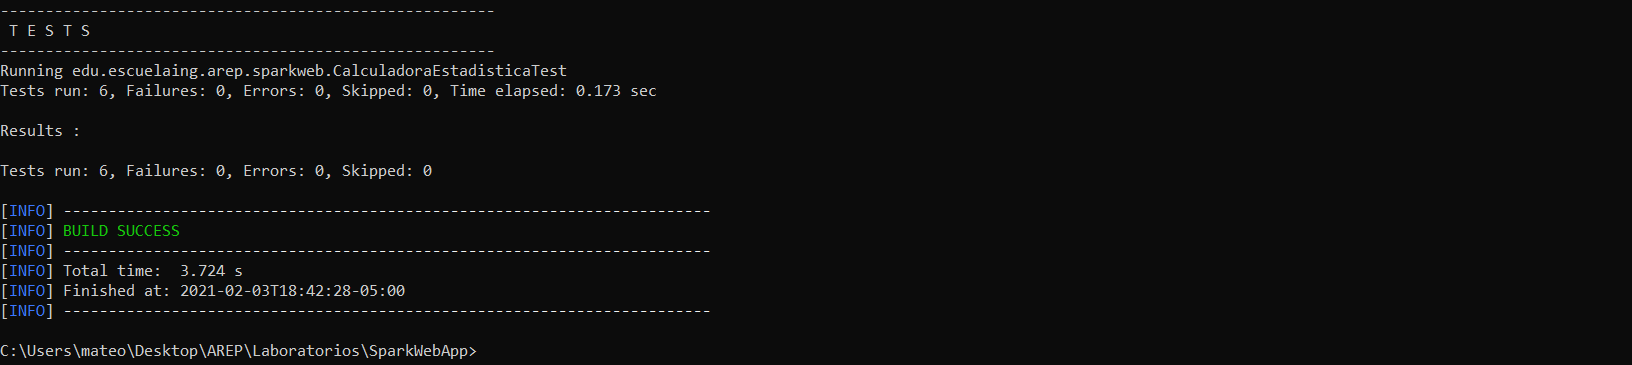 -------------------------------------------------------
 T E S T S
-------------------------------------------------------
Running edu.escuelaing.arep.sparkweb.CalculadoraEstadisticaTest
Tests run: 6, Failures: 0, Errors: 0, Skipped: 0, Time elapsed: 0.173 sec
Results :
Tests run: 6, Failures: 0, Errors: 0, Skipped: 0
[INFO] ------------------------------------------------------------------------
[INFO] BUILD SUCCESS
[INFO] ------------------------------------------------------------------------
[INFO] Total time:  3.724 s
[INFO] Finished at: 2021-02-03T18:42:28-05:00
[INFO] ------------------------------------------------------------------------
C:\Users\mateo\Desktop\AREP\Laboratorios\SparkWebApp>